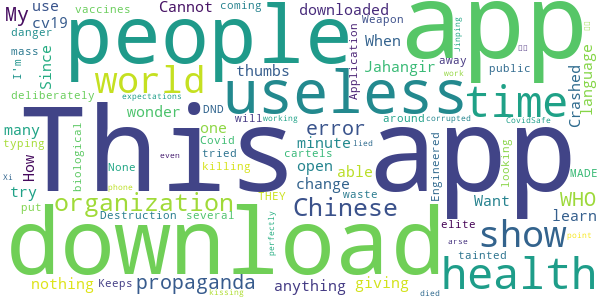 vaccines My use cv19 danger mass I'm Since
people
Cannot downloaded coming Weapon When Jinping
app
deliberately world thumbs Jahangir Application away work public
useless time Crashed language
many typing How biological None killing
wonder one Covid tried DND expectations even
This app
will working error minute cartels open change around lied corrupted able CovidSafe
Engineered looking WHO MADE Want learn
Xi try put organization Destruction several
Chinese THEY waste phone
download
show elite tainted
nothing Keeps propaganda kissing perfectly anything giving died arse
health point